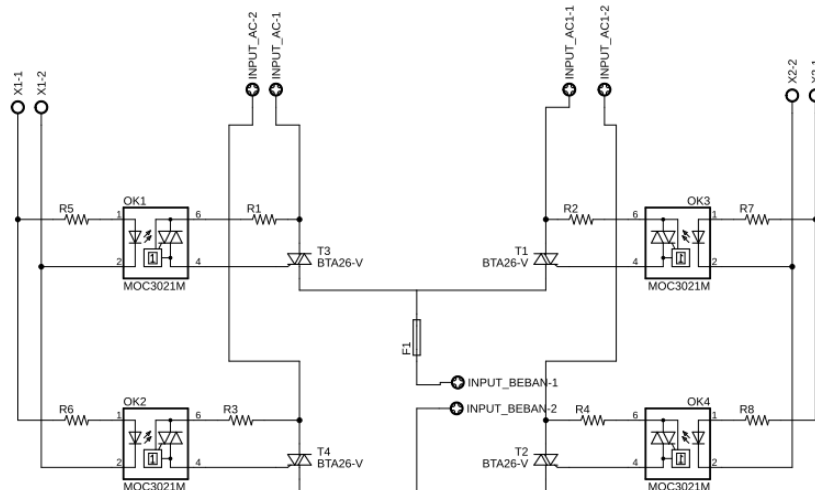 INPUT_AC-2
INPUT_AC-1
INPUT_AC1-1
INPUT_AC1-2
X1-1
X1-2
X2-2
X2-1
OK1
OK3
R5
1
6
R1
R2
6
1
R7
2
4
4
2
MOC3021M
MOC3021M
T3
BTA26-V
T1
BTA26-V
F1
INPUT_BEBAN-1
INPUT_BEBAN-2
OK2
OK4
R6
1
6
R3
R4
6
1
R8
2
4
4
2
MOC3021M
MOC3021M
T4
BTA26-V
T2
BTA26-V